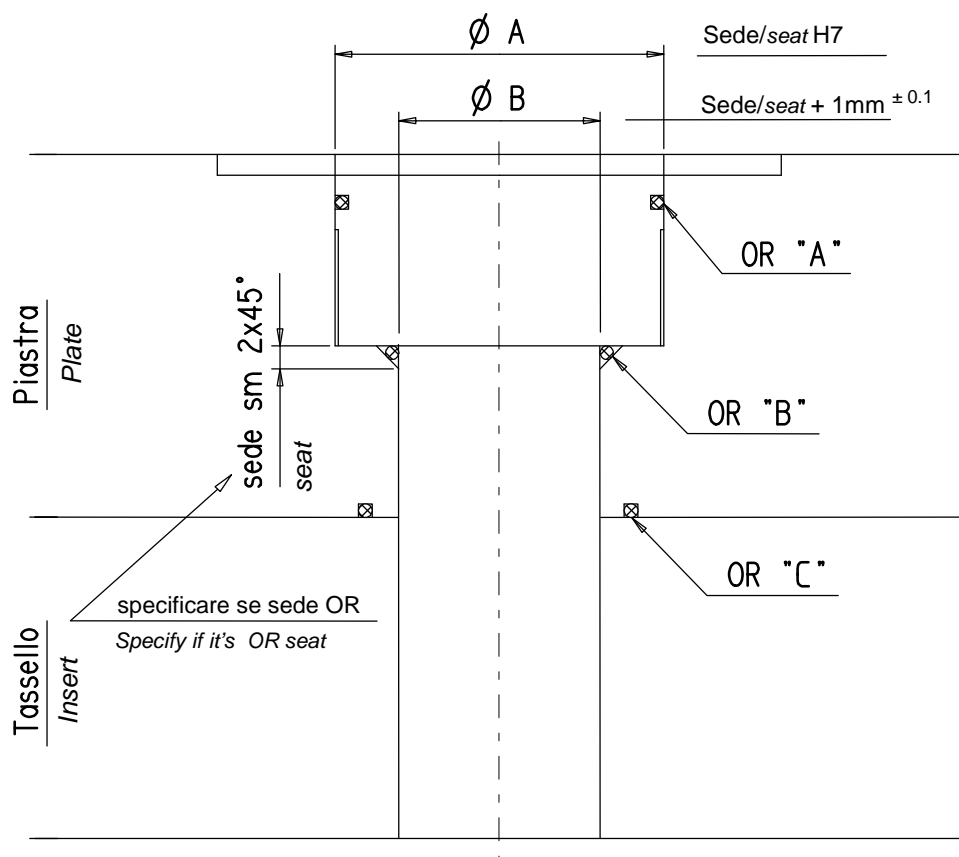 Ø A
Sede/seat H7
Ø B
Sede/seat + 1mm ± 0.1
OR "A"
Piastra
Plate
sede sm 2x45°
seat
OR "B"
OR "C"
specificare se sede OR
Specify if it's OR seat
Tassello
Insert